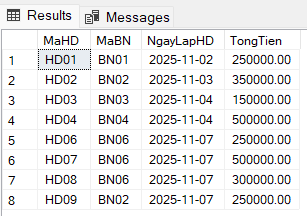 Results Messages
MaHD MaBN NgayLapHD TongTien
1 HD01 BN01 2025-11-02 250000.00
2 HD02 BN02 2025-11-03 350000.00
3 HD03 BN03 2025-11-04 150000.00
4 HD04 BN04 2025-11-04 500000.00
5 HD06 BN06 2025-11-07 250000.00
6 HD07 BN06 2025-11-07 500000.00
7 HD08 BN06 2025-11-07 300000.00
8 HD09 BN02 2025-11-07 250000.00